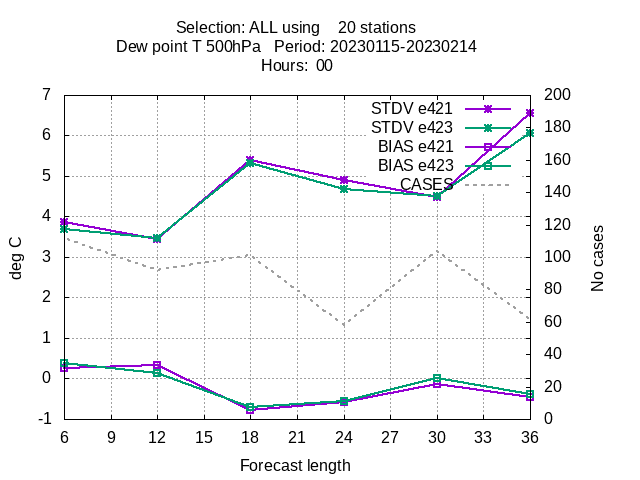 Selection: ALL using    20 stations
Dew point T 500hPa   Period: 20230115-20230214
Hours:  00
7
6
5
4
3
2
1
0
-1
deg C
STDV e421
STDV e423
BIAS e421
BIAS e423
CASES
200
180
160
140
120
100
80
60
40
20
0
No cases
6 9 12 15 18 21 24 27 30 33 36
Forecast length